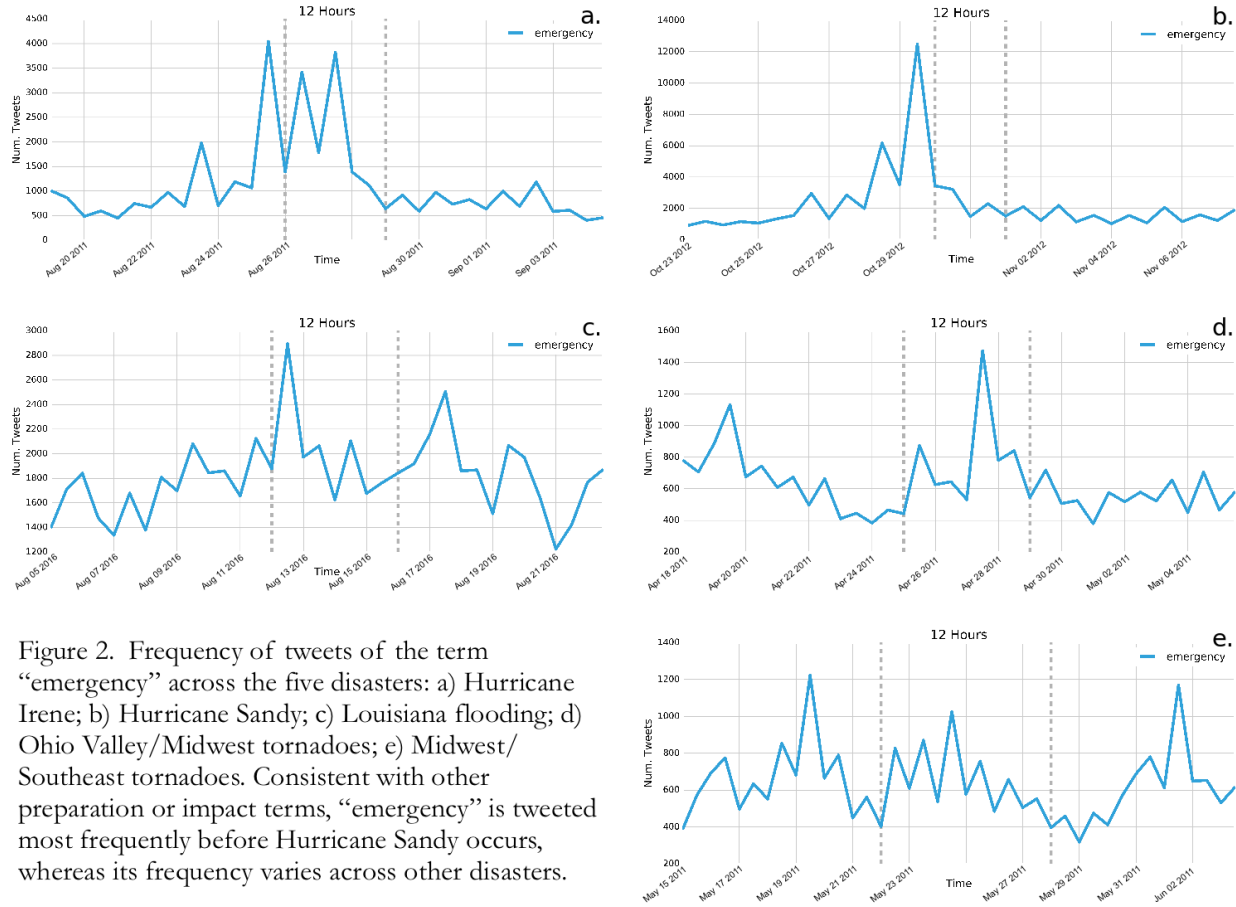 12 Hours
a.
emergency
Num. Tweets
4500
4000
3500
3000
2500
2000
1500
1000
500
0
Aug 20 2011
Aug 22 2011
Aug 24 2011
Aug 26 2011
Aug 30 2011
Sep 01 2011
Sep 03 2011
Time
12 Hours
b.
emergency
Num. Tweets
14000
12000
10000
8000
6000
4000
2000
0
Oct 23 2012
Oct 25 2012
Oct 27 2012
Oct 29 2012
Nov 02 2012
Nov 04 2012
Nov 06 2012
Time
12 Hours
c.
emergency
Num. Tweets
3000
2800
2600
2400
2200
2000
1800
1600
1400
1200
Aug 05 2016
Aug 07 2016
Aug 09 2016
Aug 11 2016
Aug 13 2016
Aug 15 2016
Aug 17 2016
Aug 19 2016
Aug 21 2016
Time
12 Hours
d.
emergency
Num. Tweets
1600
1400
1200
1000
800
600
400
200
Apr 18 2011
Apr 20 2011
Apr 22 2011
Apr 24 2011
Apr 26 2011
Apr 28 2011
Apr 30 2011
May 02 2011
May 04 2011
Time
Figure 2. Frequency of tweets of the term
“emergency” across the five disasters: a) Hurricane
Irene; b) Hurricane Sandy; c) Louisiana flooding; d)
Ohio Valley/Midwest tornadoes; e) Midwest/
Southeast tornadoes. Consistent with other
preparation or impact terms, “emergency” is tweeted
most frequently before Hurricane Sandy occurs,
whereas its frequency varies across other disasters.
12 Hours
e.
emergency
Num. Tweets
1400
1200
1000
800
600
400
200
May 15 2011
May 17 2011
May 19 2011
May 21 2011
May 23 2011
May 27 2011
May 29 2011
May 31 2011
Jun 02 2011
Time